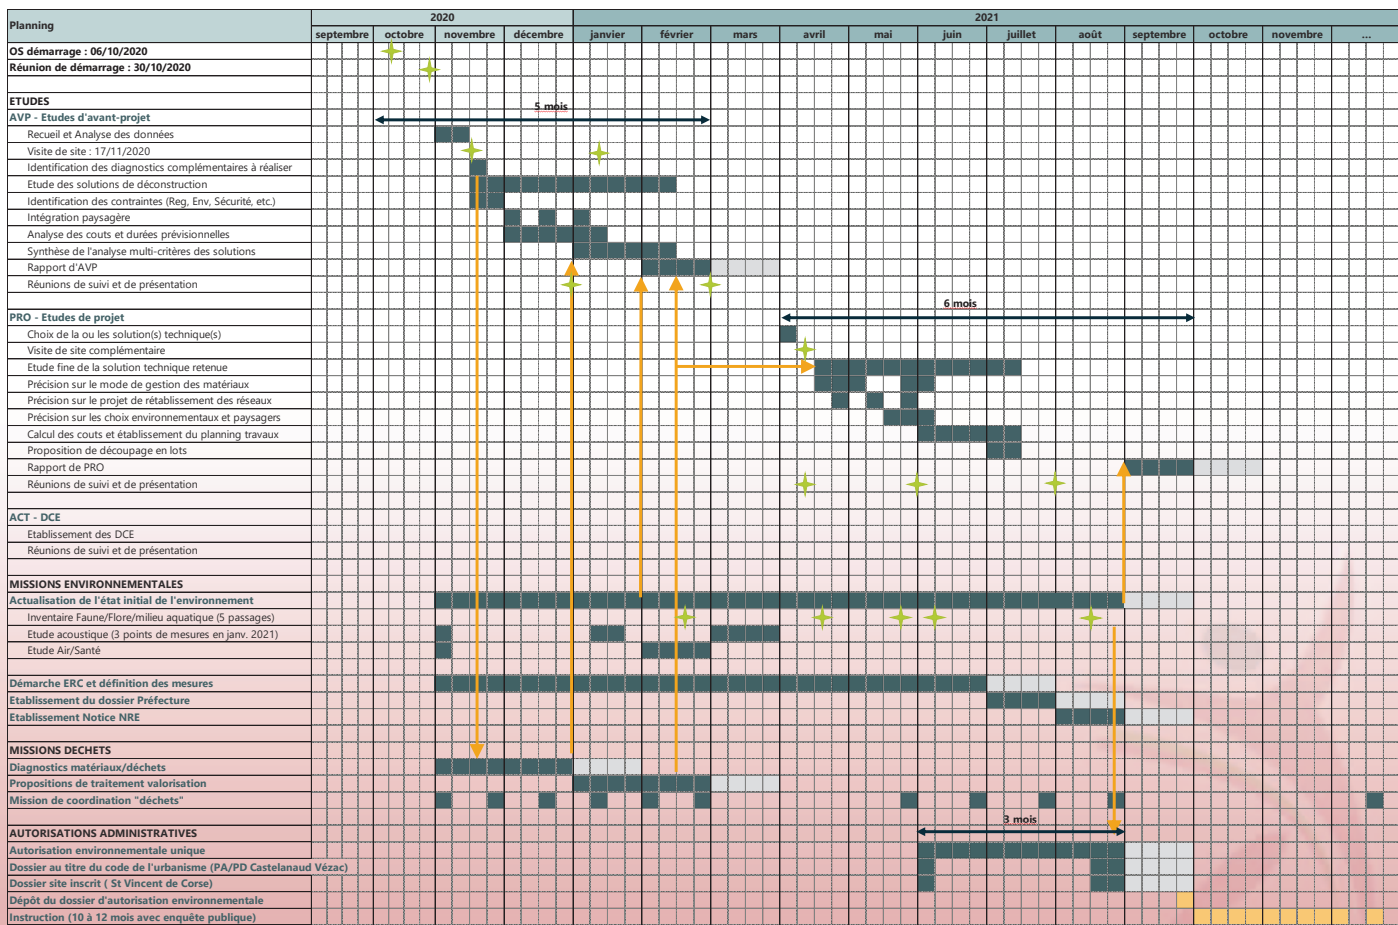 Planning
2020
2021
septembre octobre novembre décembre janvier février mars avril mai juin juillet août septembre octobre novembre ...
OS démarrage : 06/10/2020
Réunion de démarrage : 30/10/2020
ETUDES
5 mois
AVP - Etudes d'avant-projet
Recueil et Analyse des données
Visite de site : 17/11/2020
Identification des diagnostics complémentaires à réaliser
Etude des solutions de déconstruction
Identification des contraintes (Reg, Env, Sécurité, etc.)
Intégration paysagère
Analyse des couts et durées prévisionnelles
Synthèse de l'analyse multi-critères des solutions
Rapport d'AVP
Réunions de suivi et de présentation
6 mois
PRO - Etudes de projet
Choix de la ou les solution(s) technique(s)
Visite de site complémentaire
Etude fine de la solution technique retenue
Précision sur le mode de gestion des matériaux
Précision sur le projet de rétablissement des réseaux
Précision sur les choix environnementaux et paysagers
Calcul des couts et établissement du planning travaux
Proposition de découpage en lots
Rapport de PRO
Réunions de suivi et de présentation
ACT - DCE
Etablissement des DCE
Réunions de suivi et de présentation
MISSIONS ENVIRONNEMENTALES
Actualisation de l'état initial de l'environnement
Inventaire Faune/Flore/milieu aquatique (5 passages)
Etude acoustique (3 points de mesures en janv. 2021)
Etude Air/Santé
Démarche ERC et définition des mesures
Etablissement du dossier Préfecture
Etablissement Notice NRE
MISSIONS DECHETS
Diagnostics matériaux/déchets
Propositions de traitement valorisation
Mission de coordination "déchets"
3 mois
AUTORISATIONS ADMINISTRATIVES
Autorisation environnementale unique
Dossier au titre du code de l'urbanisme (PA/PD Castelanaud Vézac)
Dossier site inscrit ( St Vincent de Corse)
Dépôt du dossier d'autorisation environnementale
Instruction (10 à 12 mois avec enquête publique)